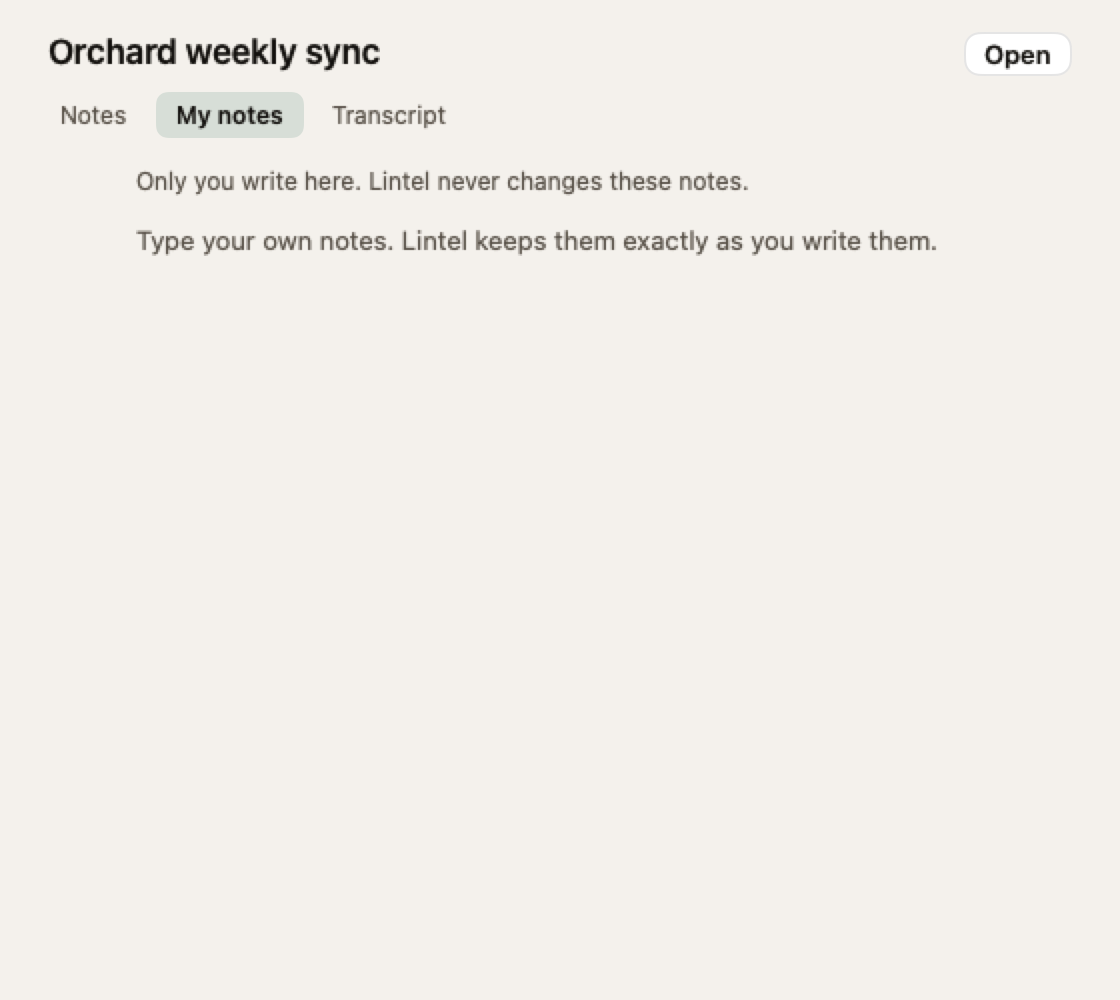 Orchard weekly sync
Open
Notes My notes Transcript
Only you write here. Lintel never changes these notes.
Type your own notes. Lintel keeps them exactly as you write them.